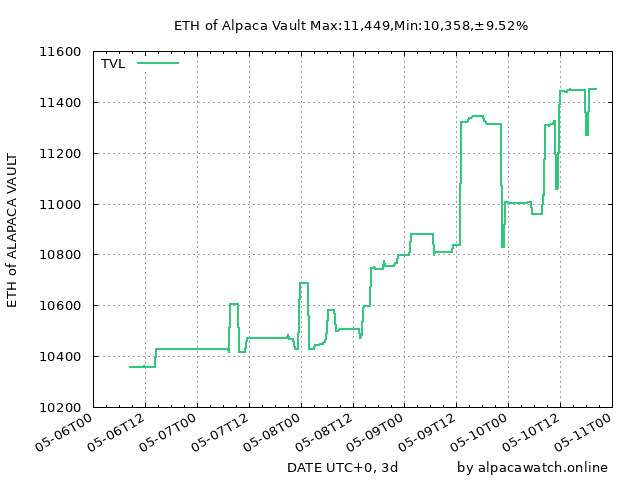 ETH of Alpaca Vault Max:11,449,Min:10,358,±9.52%
TVL
11600
11400
11200
11000
10800
10600
10400
10200
ETH of ALAPACA VAULT
05-06T00
05-06T12
05-07T00
05-07T12
05-08T00
05-08T12
05-09T00
05-09T12
05-10T00
05-10T12
05-11T00
DATE UTC+0, 3d
by alpacawatch.online